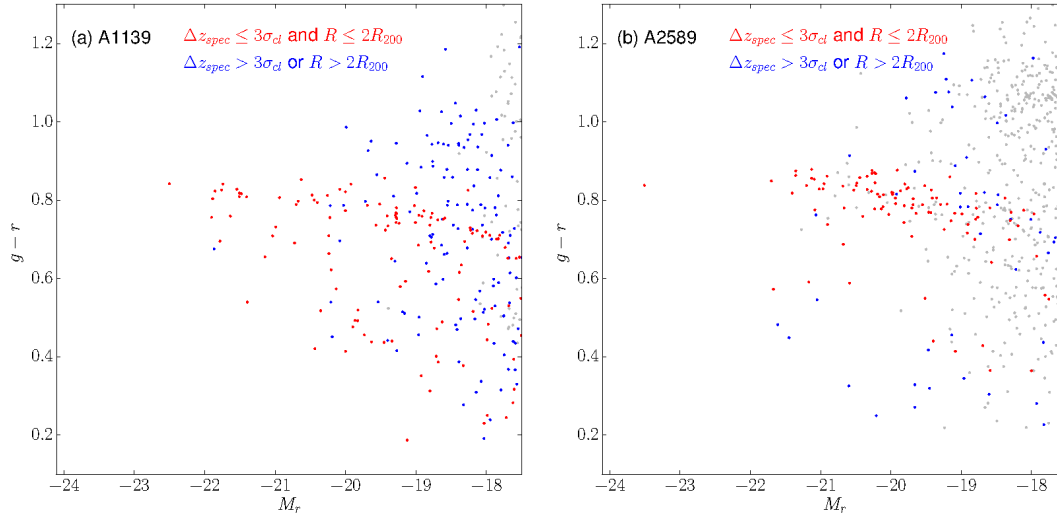 (a) A1139
Δz_spec ≤ 3σ_cl and R ≤ 2R_200
Δz_spec > 3σ_cl or R > 2R_200
1.2
1.0
0.8
0.6
0.4
0.2
g − r
−24 −23 −22 −21 −20 −19 −18
M_r
(b) A2589
Δz_spec ≤ 3σ_cl and R ≤ 2R_200
Δz_spec > 3σ_cl or R > 2R_200
1.2
1.0
0.8
0.6
0.4
0.2
g − r
−24 −23 −22 −21 −20 −19 −18
M_r